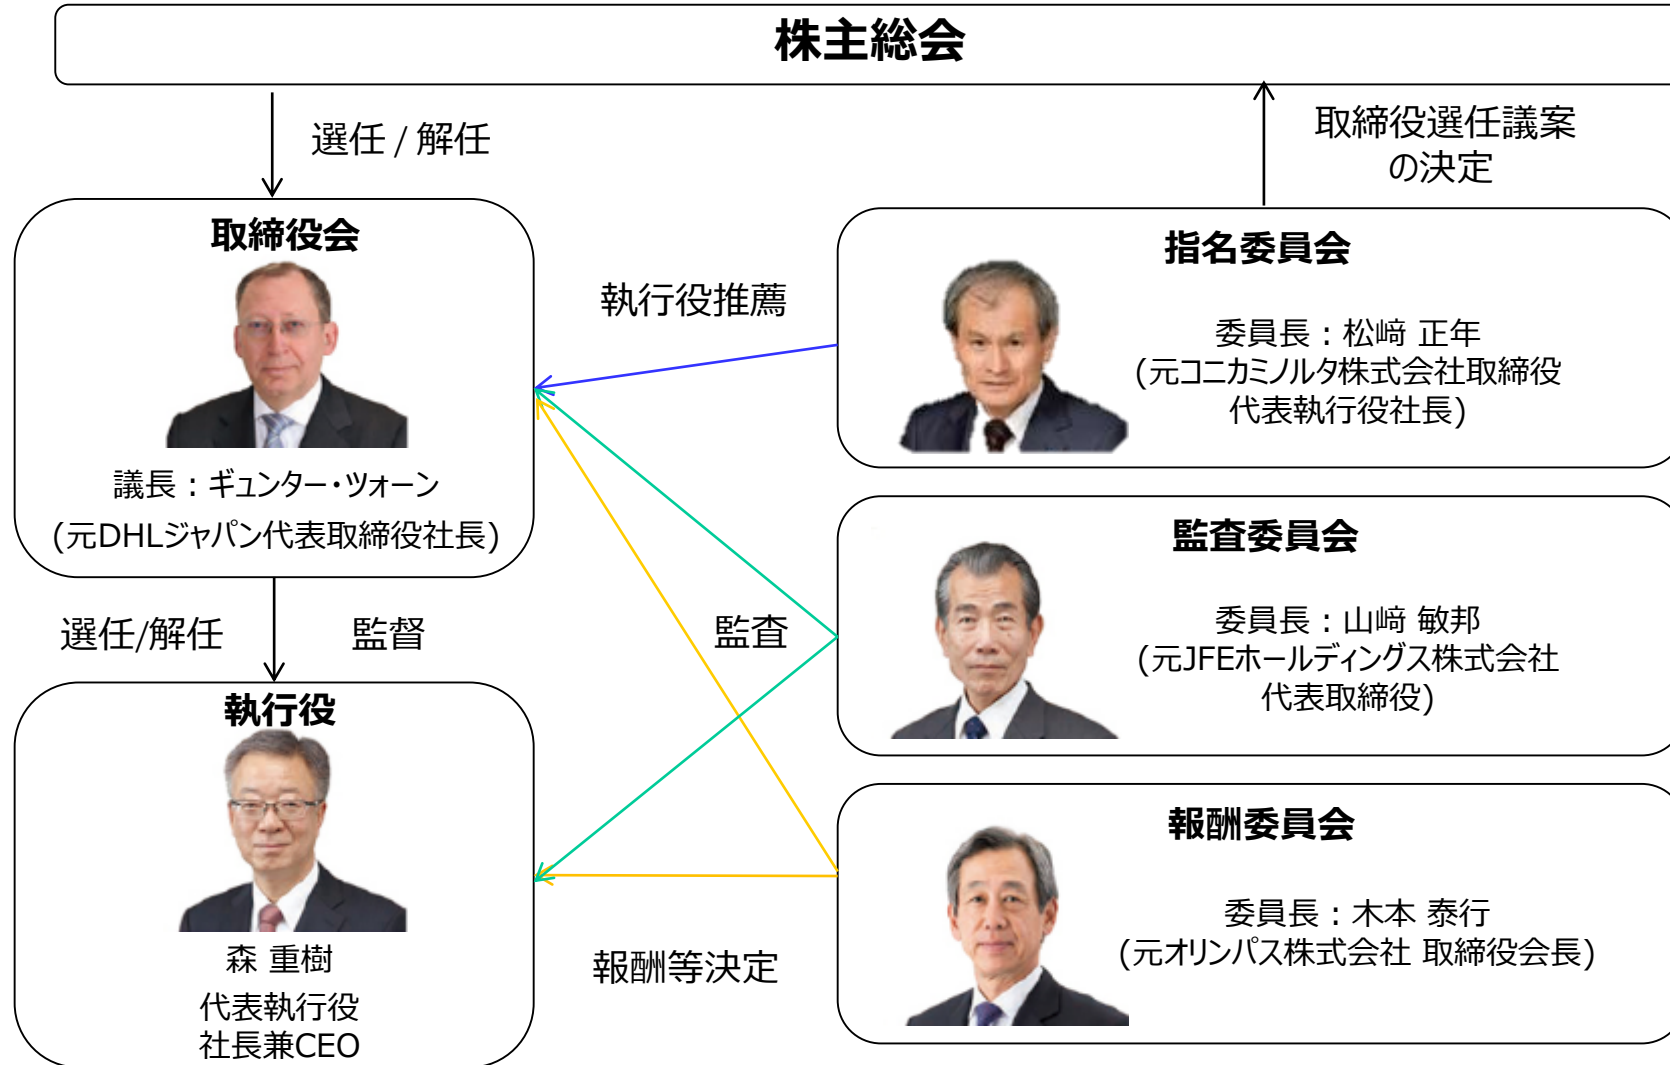 株主総会
選任 / 解任
取締役選任議案
の決定
取締役会
議長：ギュンター・ツォーン
(元DHLジャパン代表取締役社長)
執行役推薦
指名委員会
委員長：松﨑 正年
(元コニカミノルタ株式会社取締役
代表執行役社長)
選任/解任
監督
監査
監査委員会
委員長：山﨑 敏邦
(元JFEホールディングス株式会社
代表取締役)
執行役
森 重樹
代表執行役
社長兼CEO
報酬等決定
報酬委員会
委員長：木本 泰行
(元オリンパス株式会社 取締役会長)